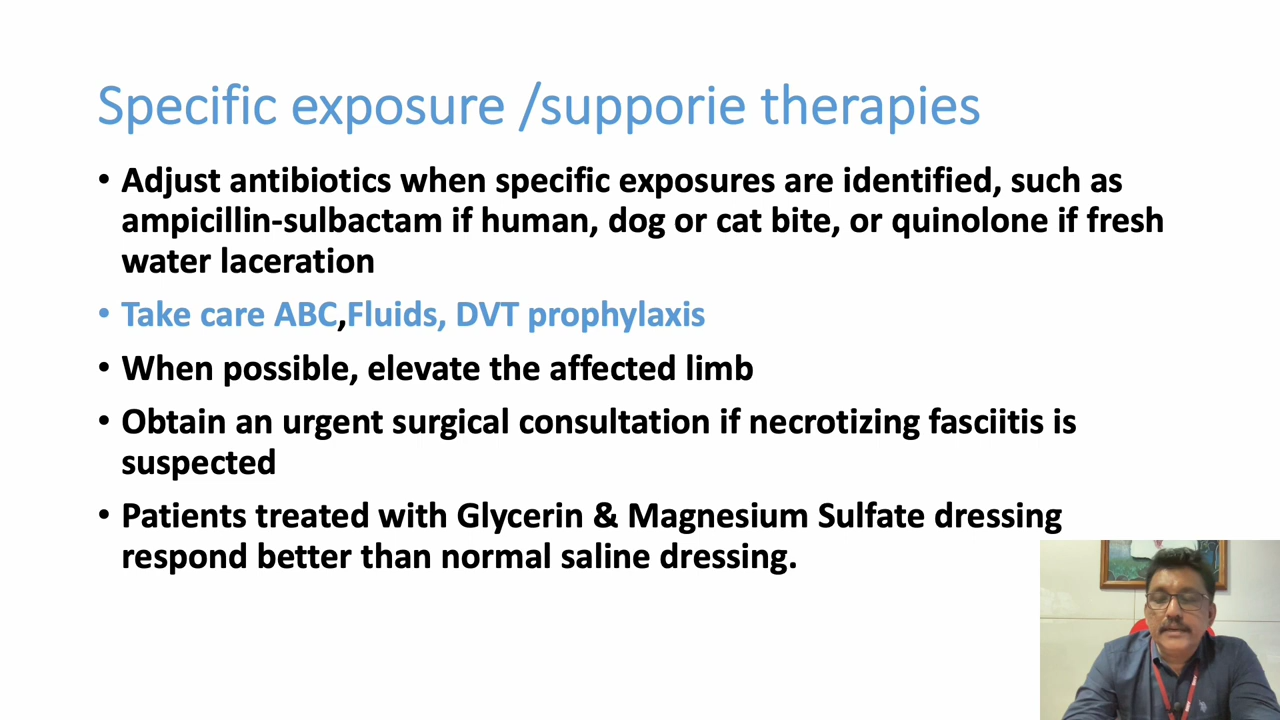 Specific exposure /supporie therapies
• Adjust antibiotics when specific exposures are identified, such as
ampicillin-sulbactam if human, dog or cat bite, or quinolone if fresh
water laceration
• Take care ABC,Fluids, DVT prophylaxis
• When possible, elevate the affected limb
• Obtain an urgent surgical consultation if necrotizing fasciitis is
suspected
• Patients treated with Glycerin & Magnesium Sulfate dressing
respond better than normal saline dressing.